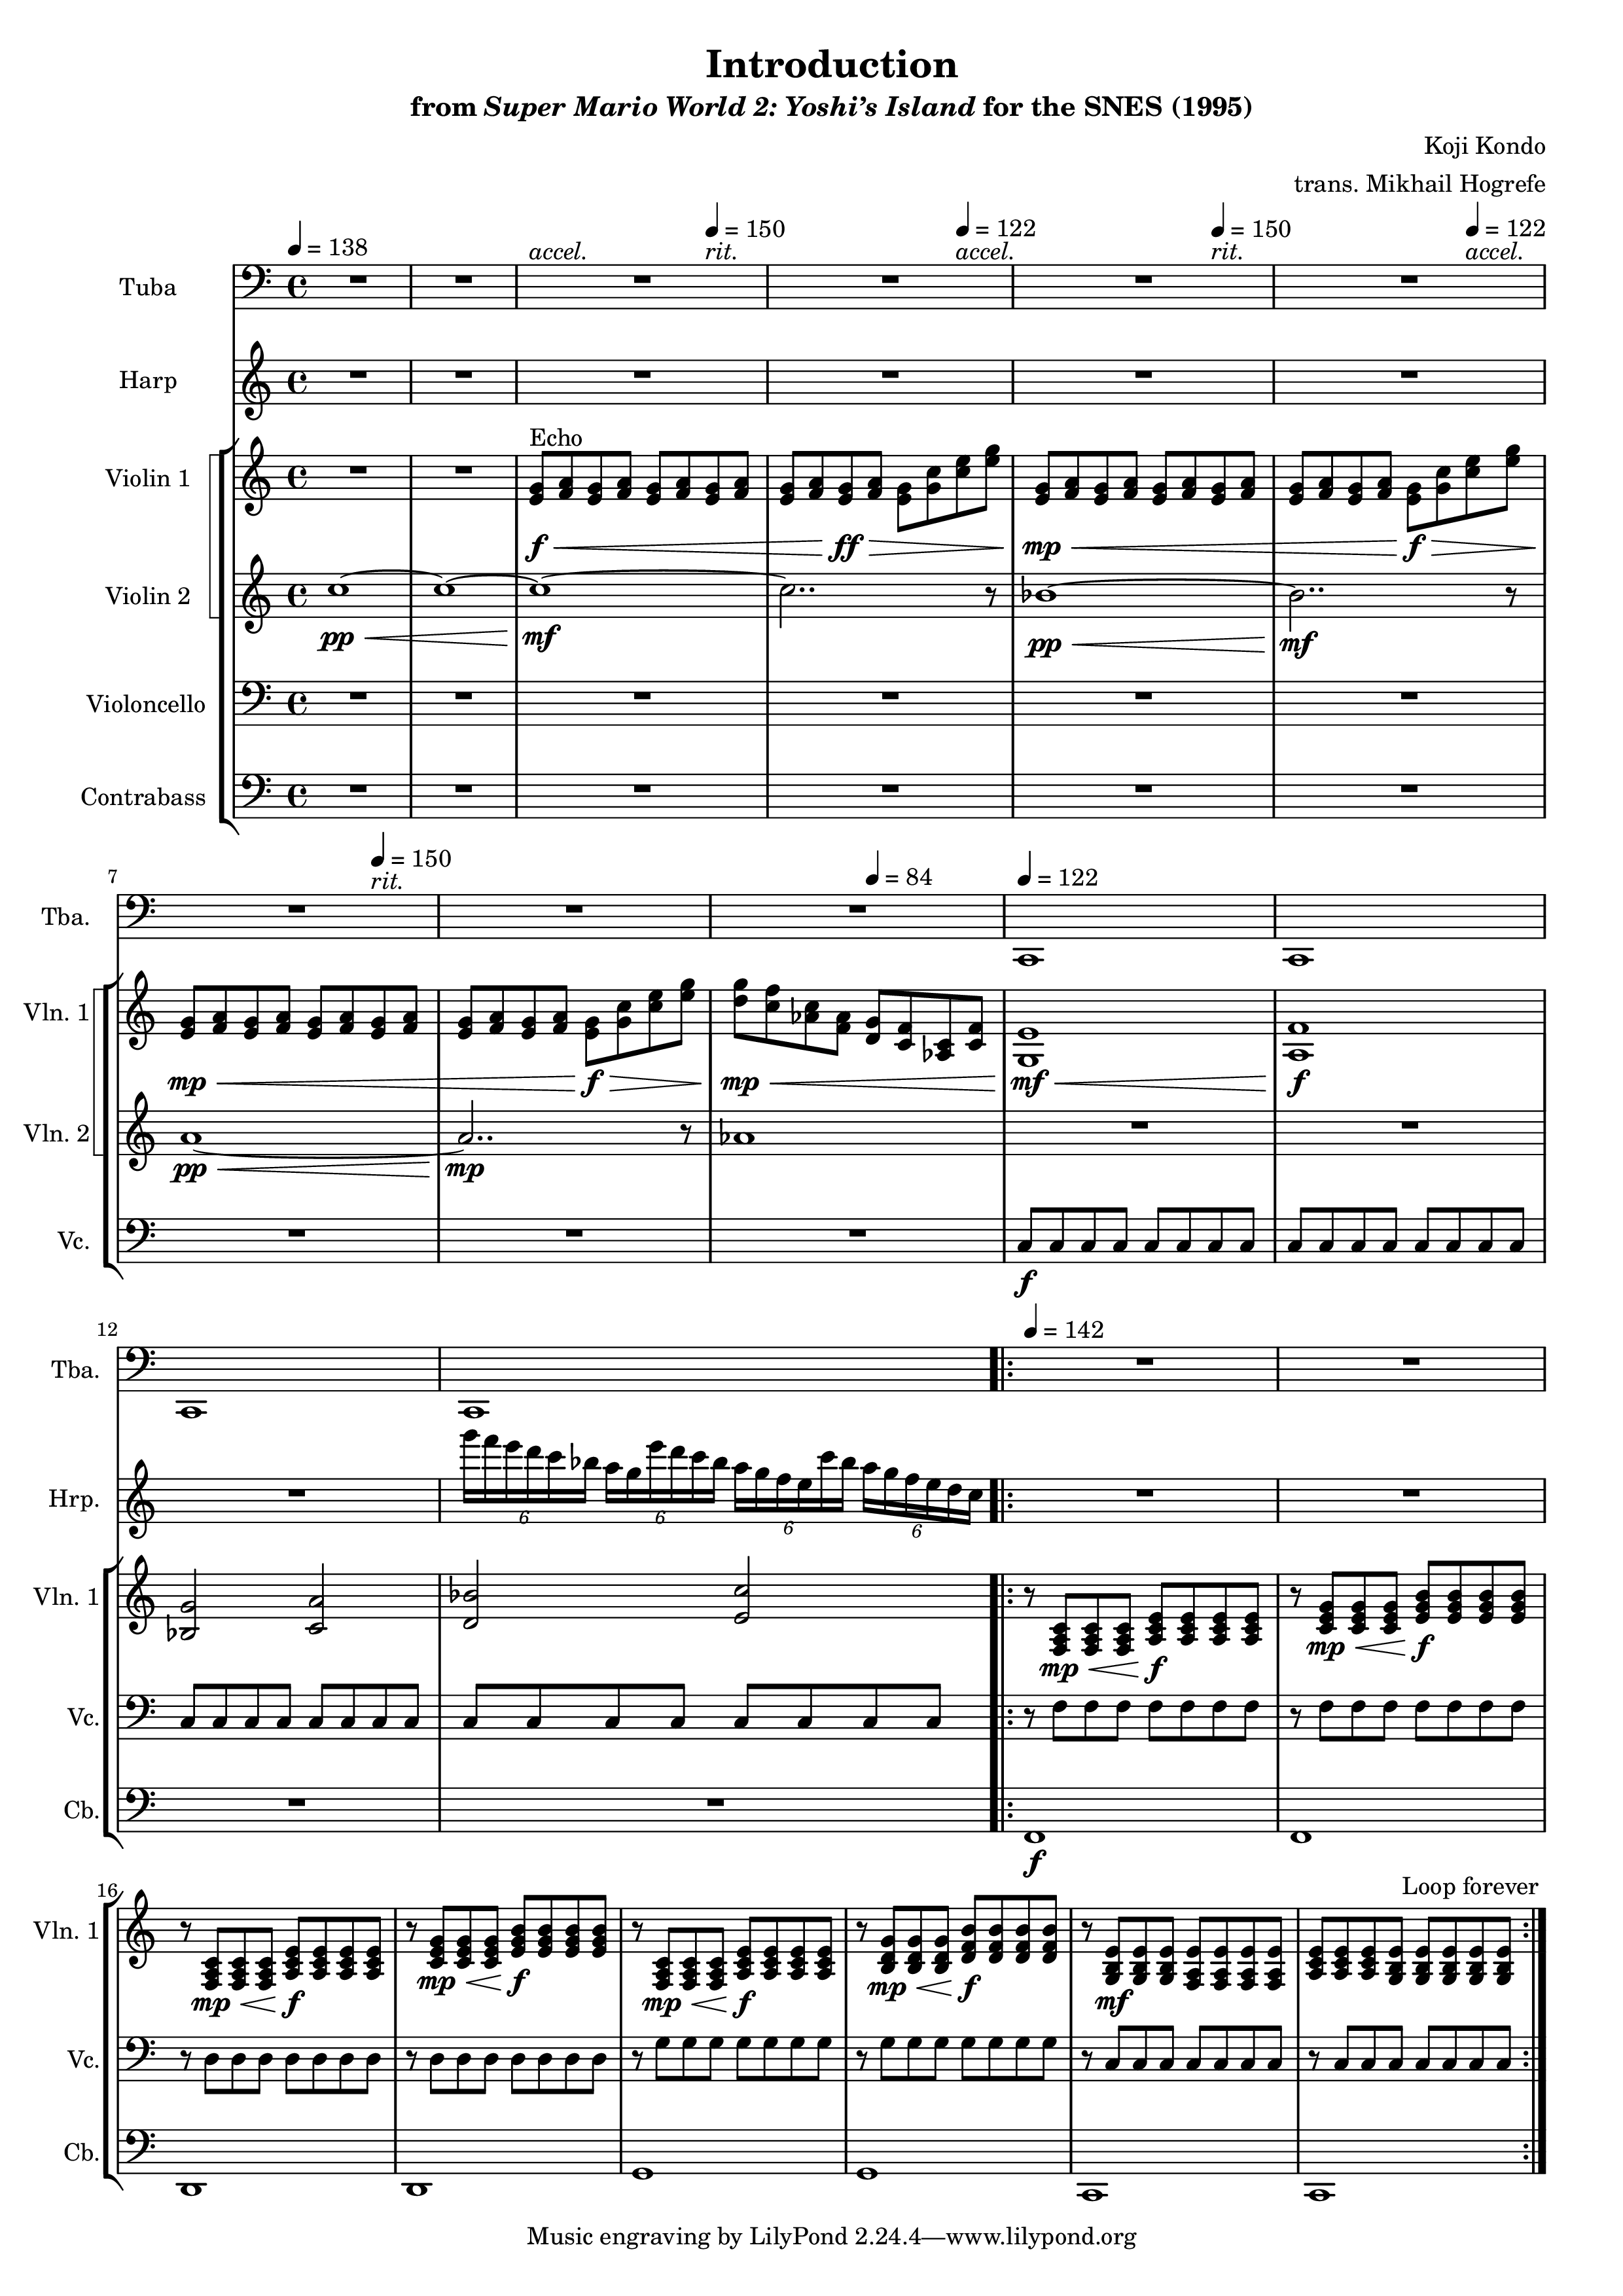 Introduction
from Super Mario World 2: Yoshi’s Island for the SNES (1995)
Koji Kondo
trans. Mikhail Hogrefe
= 138
= 150
= 122
= 150
= 122
accel.
rit.
accel.
rit.
accel.
Tuba
Harp
Echo
Violin 1
f
ff
mp
f
Violin 2
pp
mf
pp
mf
Violoncello
Contrabass
7
= 150
rit.
= 84
= 122
Tba.
Vln. 1
mp
f
mp
mf
f
Vln. 2
pp
mp
Vc.
f
12
= 142
Tba.
Hrp.
6
6
6
6
Vln. 1
mp
f
mp
f
Vc.
Cb.
f
16
Loop forever
Vln. 1
mp
f
mp
f
mp
f
mp
f
mf
Vc.
Cb.
Music engraving by LilyPond 2.24.4—www.lilypond.org